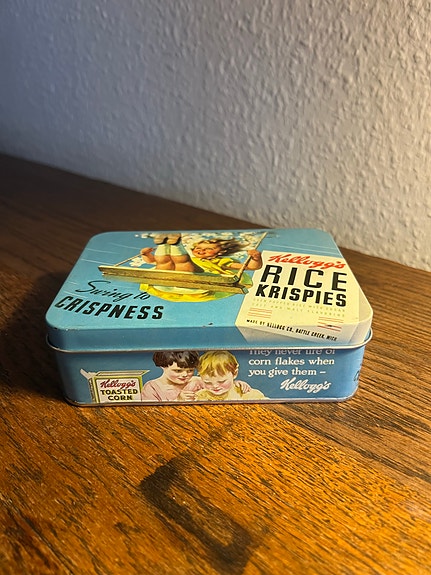 Swing to
CRISPNESS
Kellogg's
RICE
KRISPIES
MADE BY KELLOGG CO. BATTLE CREEK, MICH
Kellogg's
TOASTED
CORN
They never tire of
corn flakes when
you give them –
Kellogg's